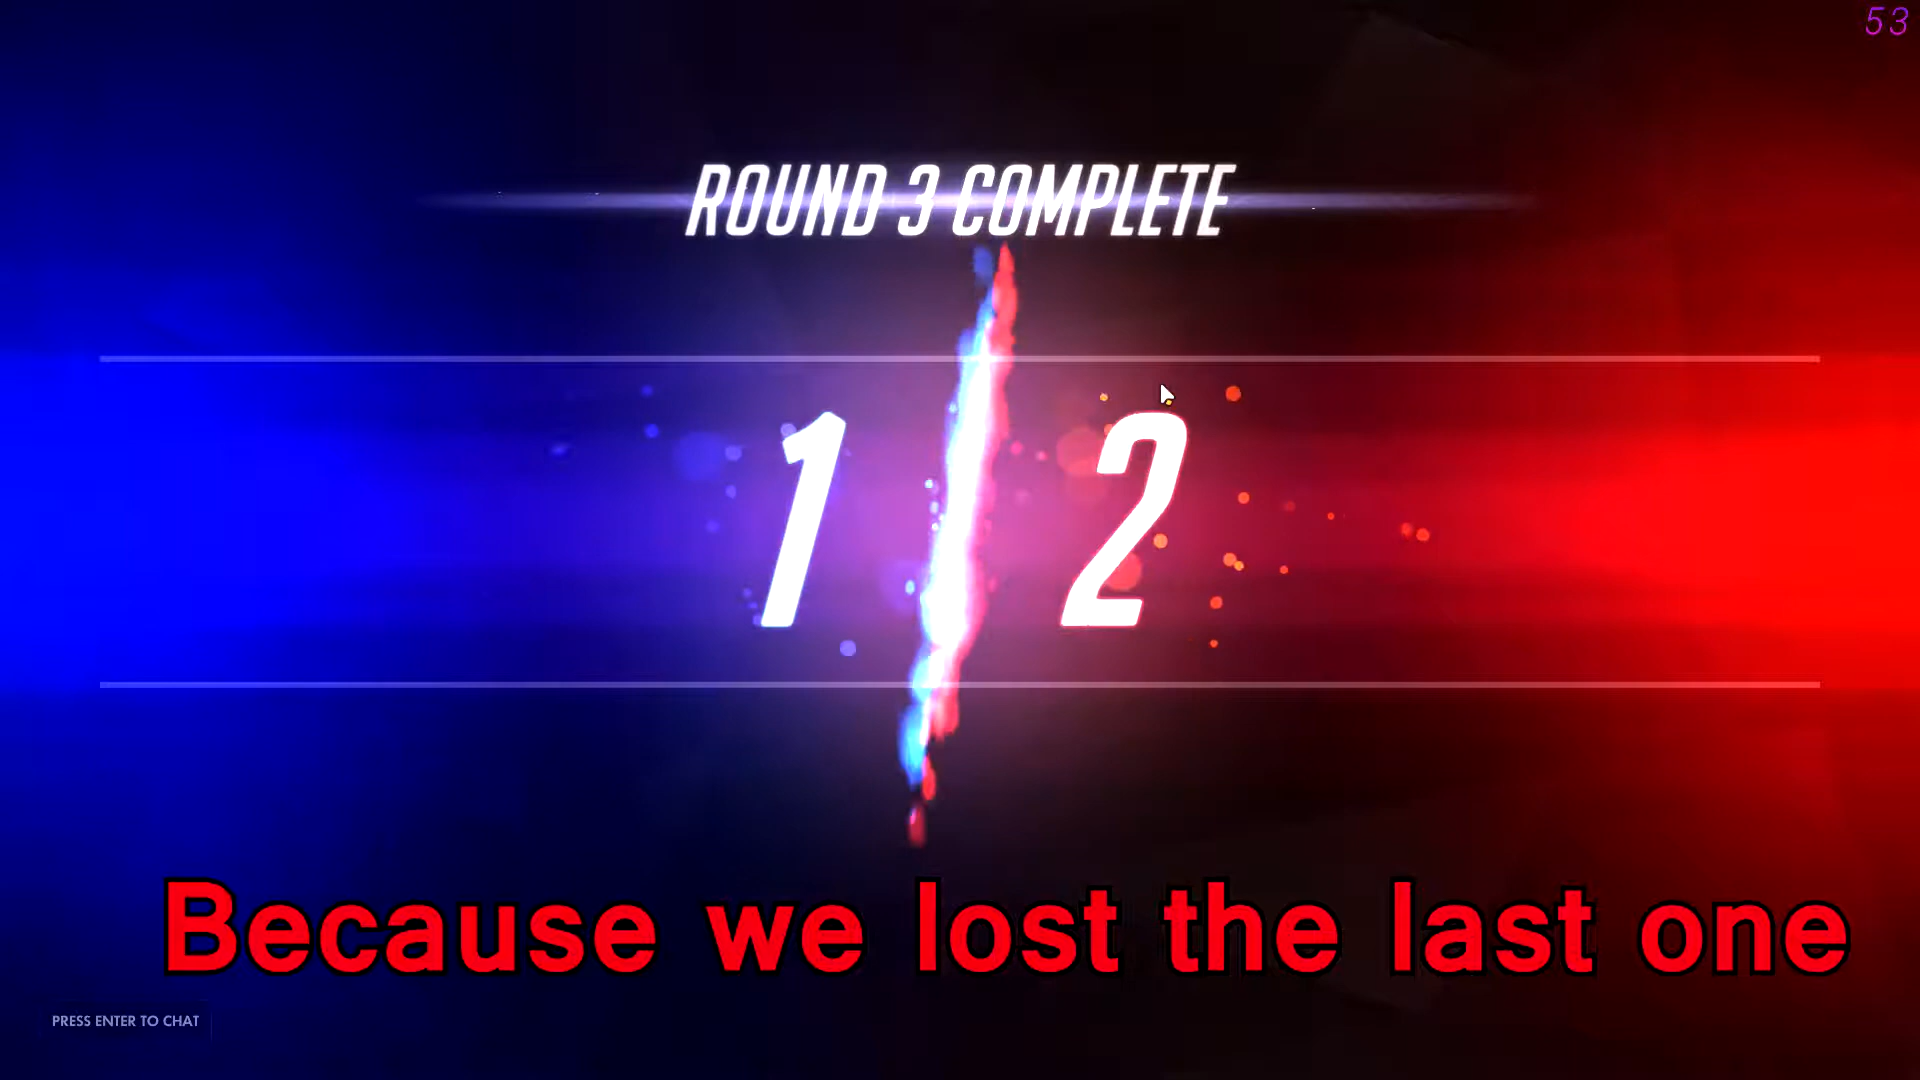 53
ROUND 3 COMPLETE
1 2
Because we lost the last one
PRESS ENTER TO CHAT